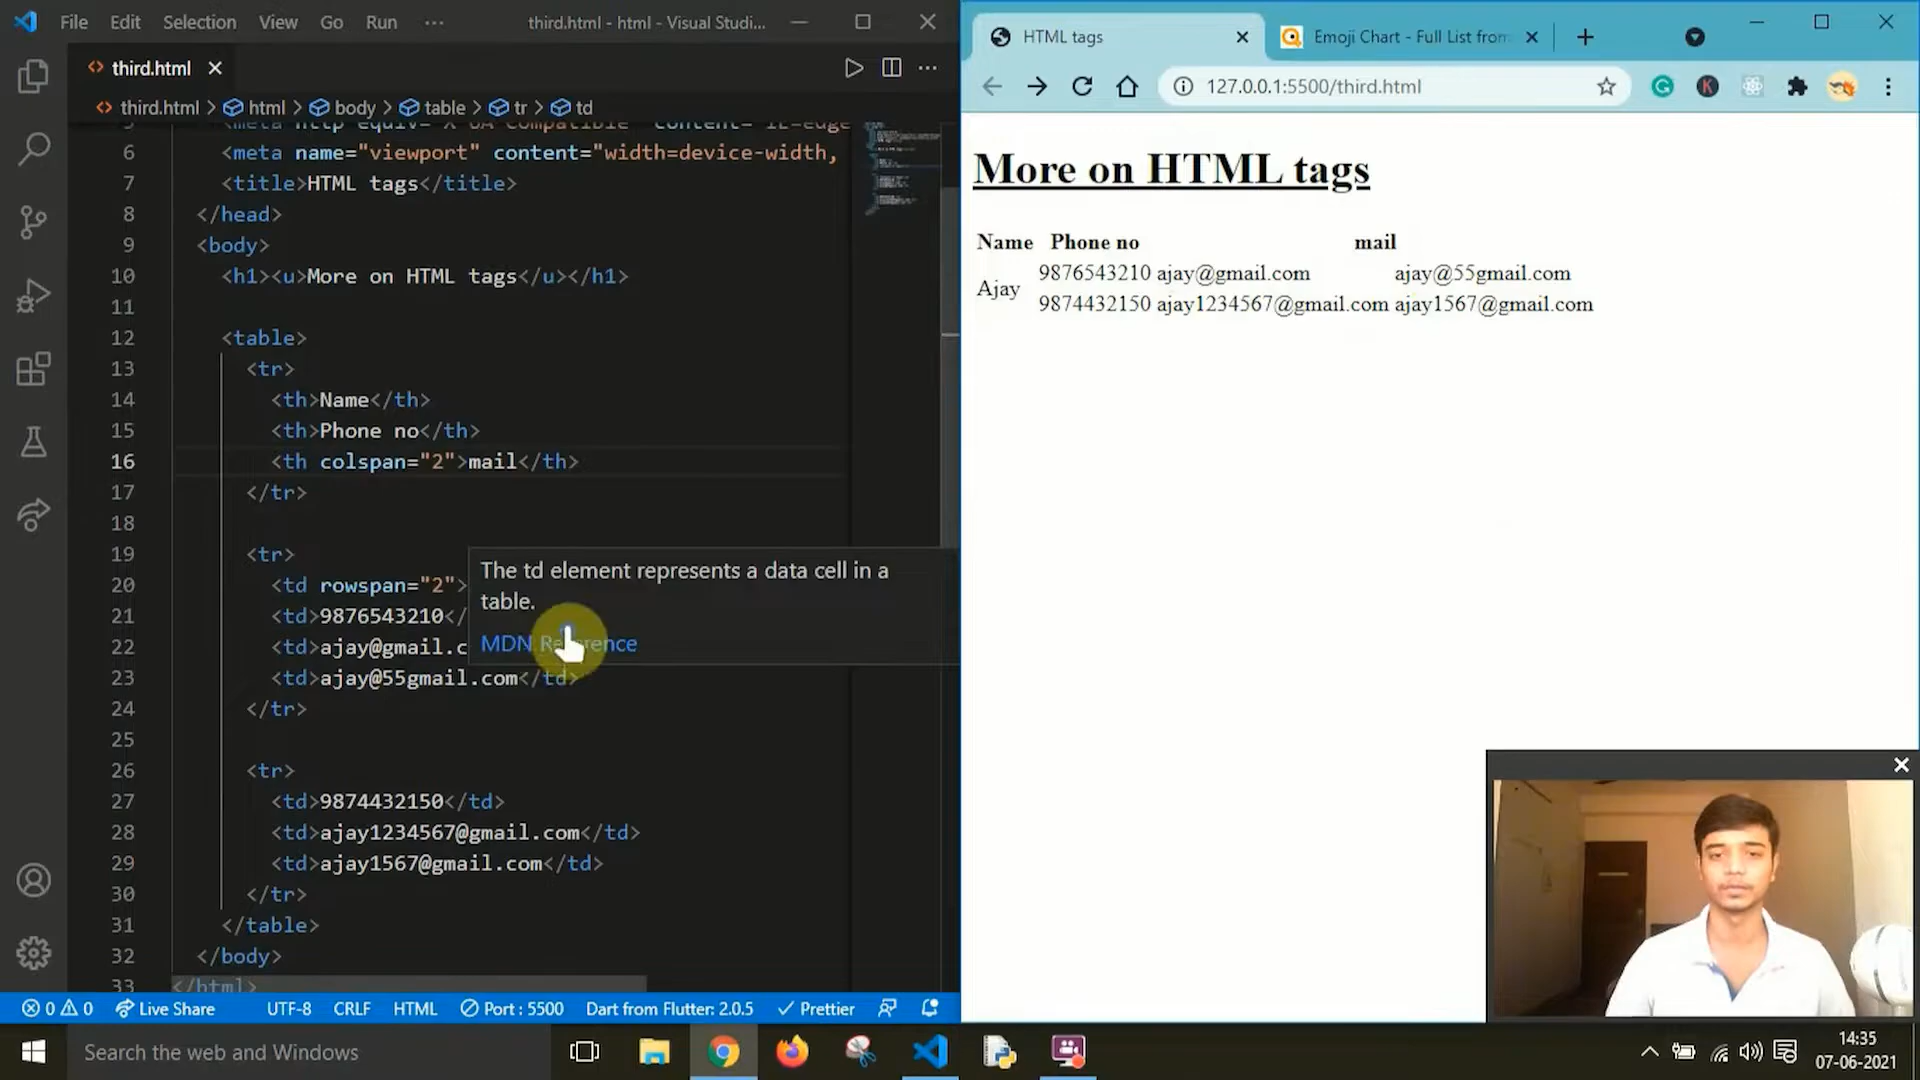 File Edit Selection View Go Run ··· third.html - html - Visual Studi...
third.html
third.html > html > body > table > tr > td
6 <meta name="viewport" content="width=device-width,
7 <title>HTML tags</title>
8 </head>
9 <body>
10 <h1><u>More on HTML tags</u></h1>
11
12 <table>
13 <tr>
14 <th>Name</th>
15 <th>Phone no</th>
16 <th colspan="2">mail</th>
17 </tr>
18
19 <tr>
20 <td rowspan="2">
21 <td>9876543210</
22 <td>ajay@gmail.c
23 <td>ajay@55gmail.com</td>
24 </tr>
25
26 <tr>
27 <td>9874432150</td>
28 <td>ajay1234567@gmail.com</td>
29 <td>ajay1567@gmail.com</td>
30 </tr>
31 </table>
32 </body>
33 </html>
The td element represents a data cell in a
table.
MDN Reference
0 0 Live Share UTF-8 CRLF HTML Port : 5500 Dart from Flutter: 2.0.5 Prettier
HTML tags
Emoji Chart - Full List from
127.0.0.1:5500/third.html
More on HTML tags
Name Phone no mail
Ajay 9876543210 ajay@gmail.com ajay@55gmail.com
9874432150 ajay1234567@gmail.com ajay1567@gmail.com
Search the web and Windows
14:35
07-06-2021